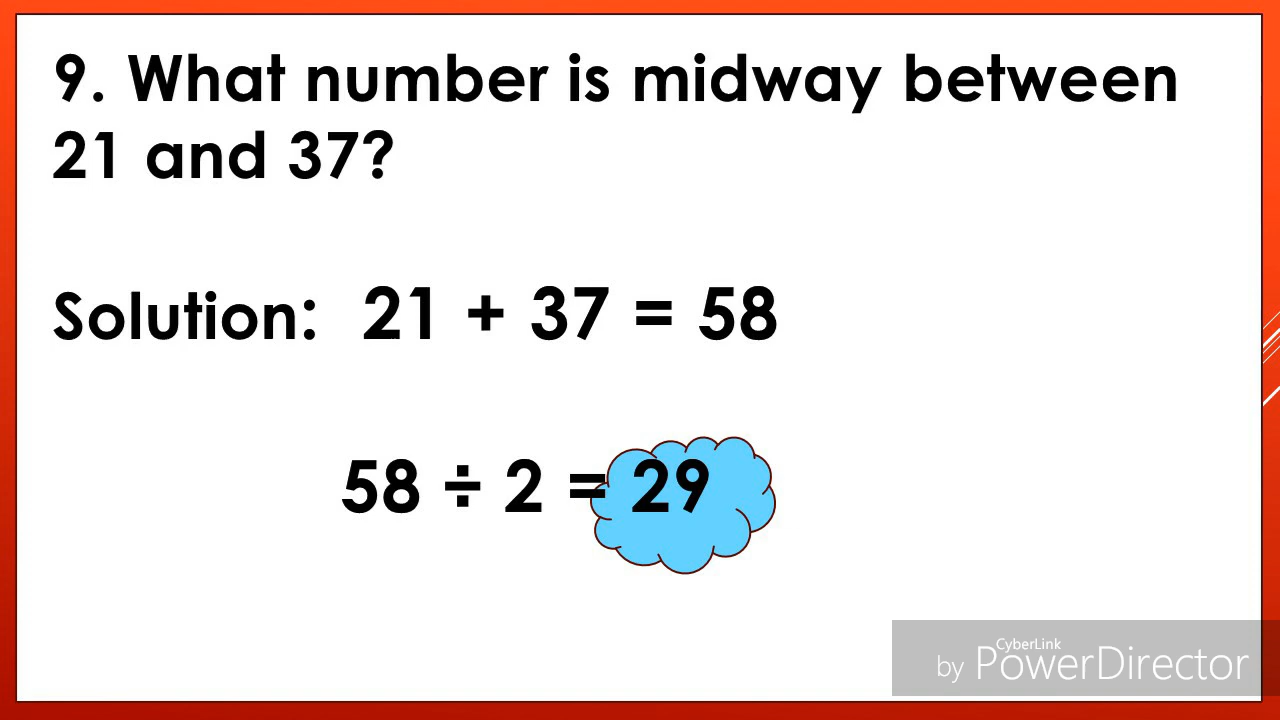 9. What number is midway between
21 and 37?
Solution: 21 + 37 = 58
58 ÷ 2 = 29
CyberLink
by PowerDirector